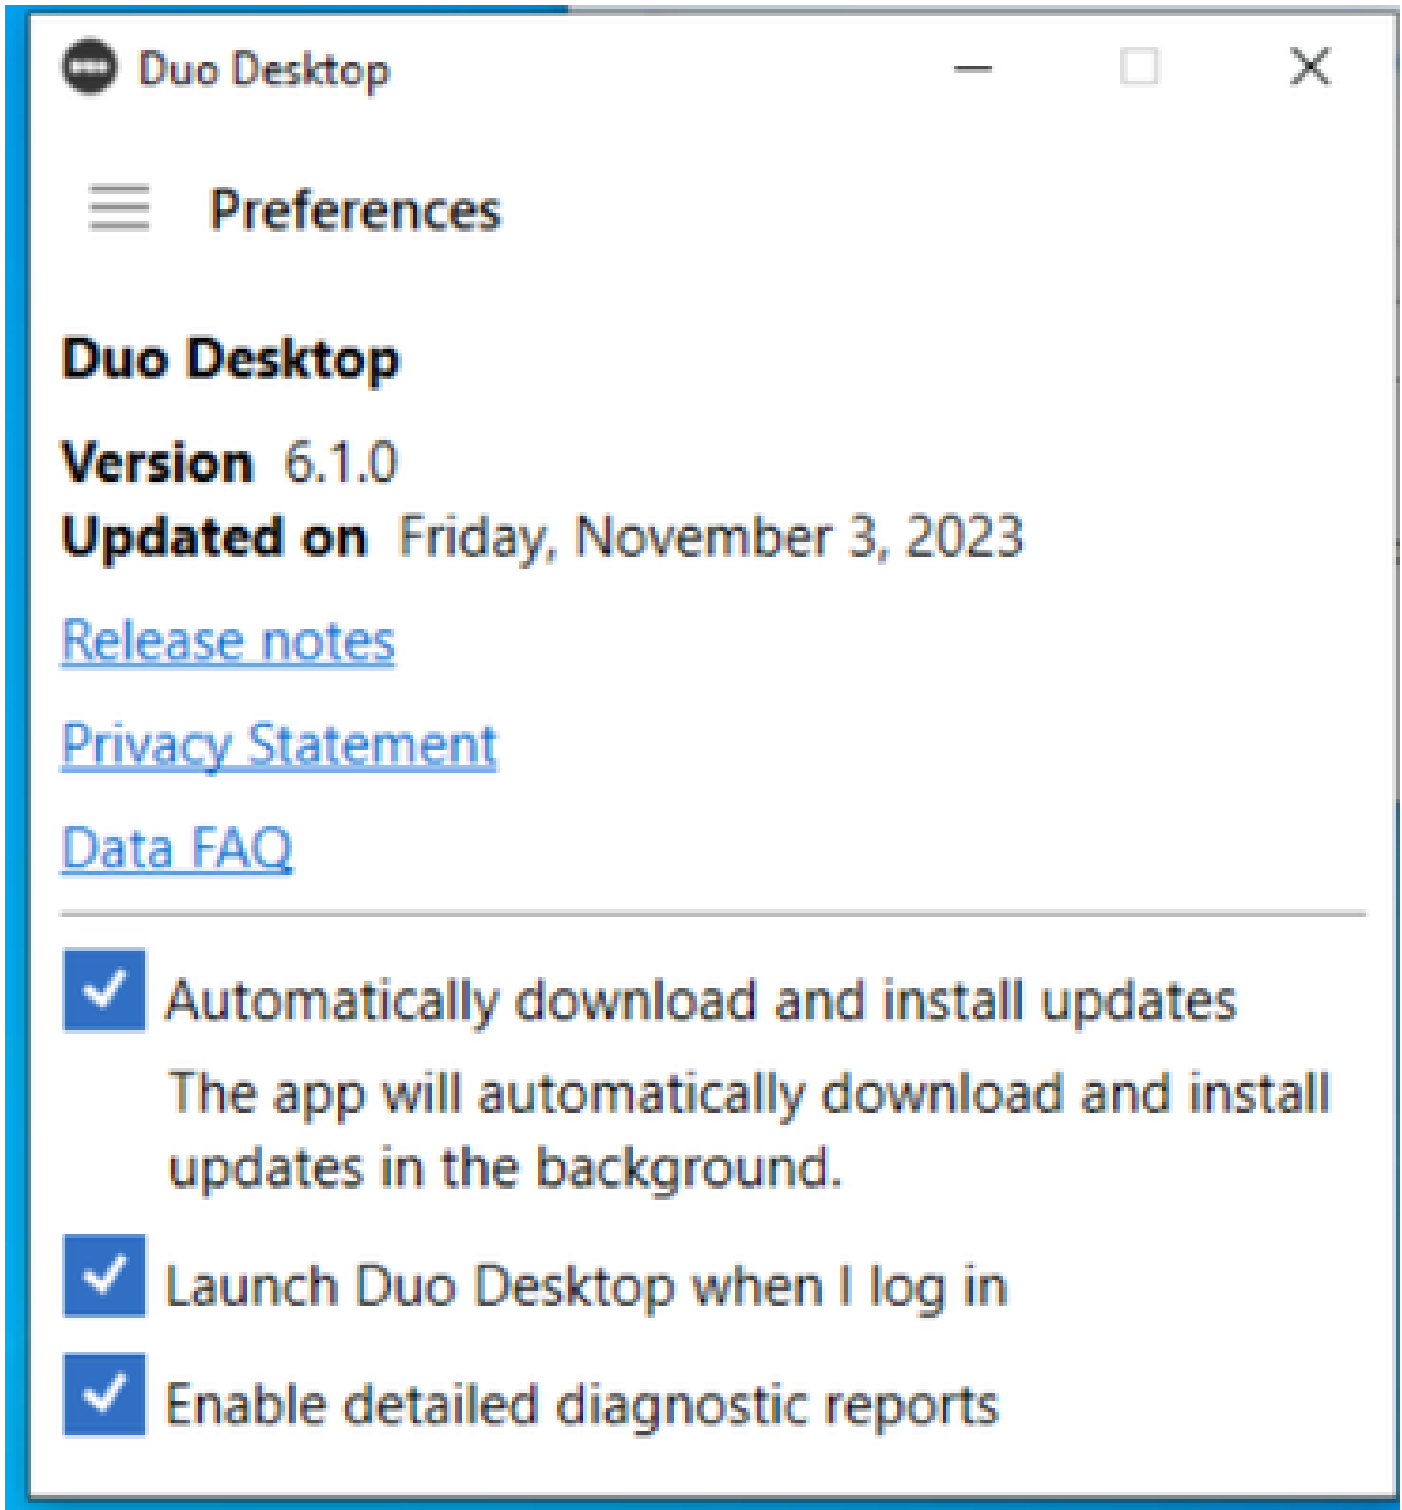 Duo Desktop
Preferences
Duo Desktop
Version 6.1.0
Updated on Friday, November 3, 2023
Release notes
Privacy Statement
Data FAQ
Automatically download and install updates
The app will automatically download and install
updates in the background.
Launch Duo Desktop when I log in
Enable detailed diagnostic reports